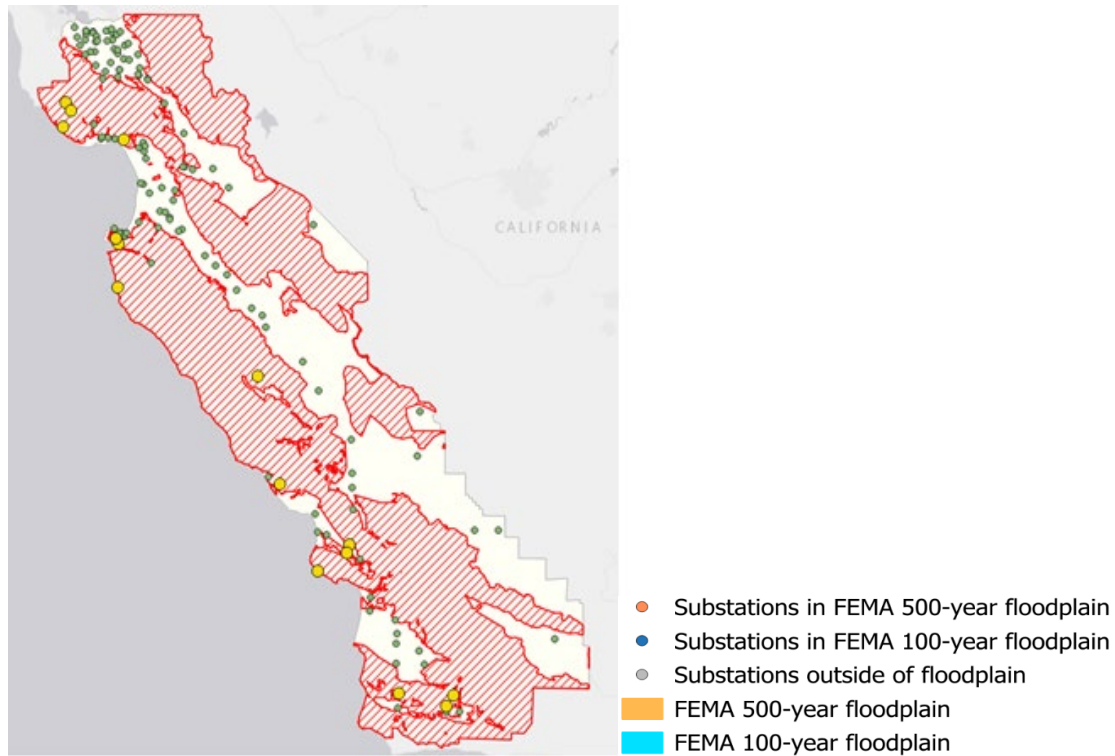 CALIFORNIA
Substations in FEMA 500-year floodplain
Substations in FEMA 100-year floodplain
Substations outside of floodplain
FEMA 500-year floodplain
FEMA 100-year floodplain